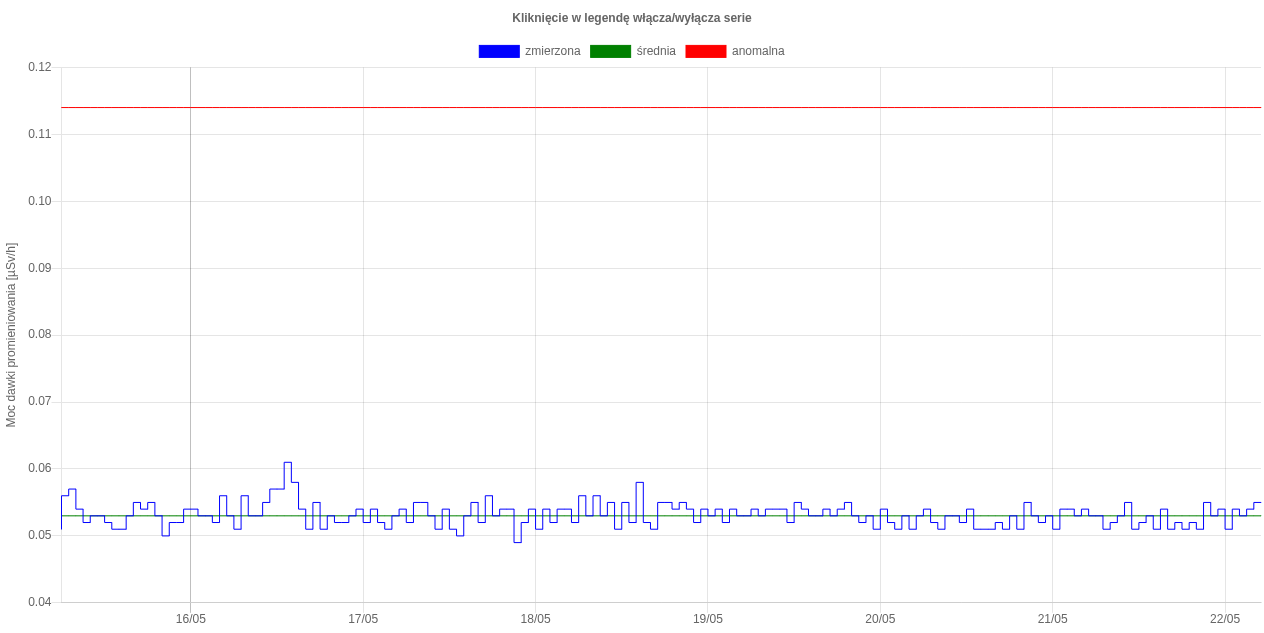 Kliknięcie w legendę włącza/wyłącza serie
zmierzona średnia anomalna
Moc dawki promieniowania [µSv/h]
0.12
0.11
0.10
0.09
0.08
0.07
0.06
0.05
0.04
16/05 17/05 18/05 19/05 20/05 21/05 22/05